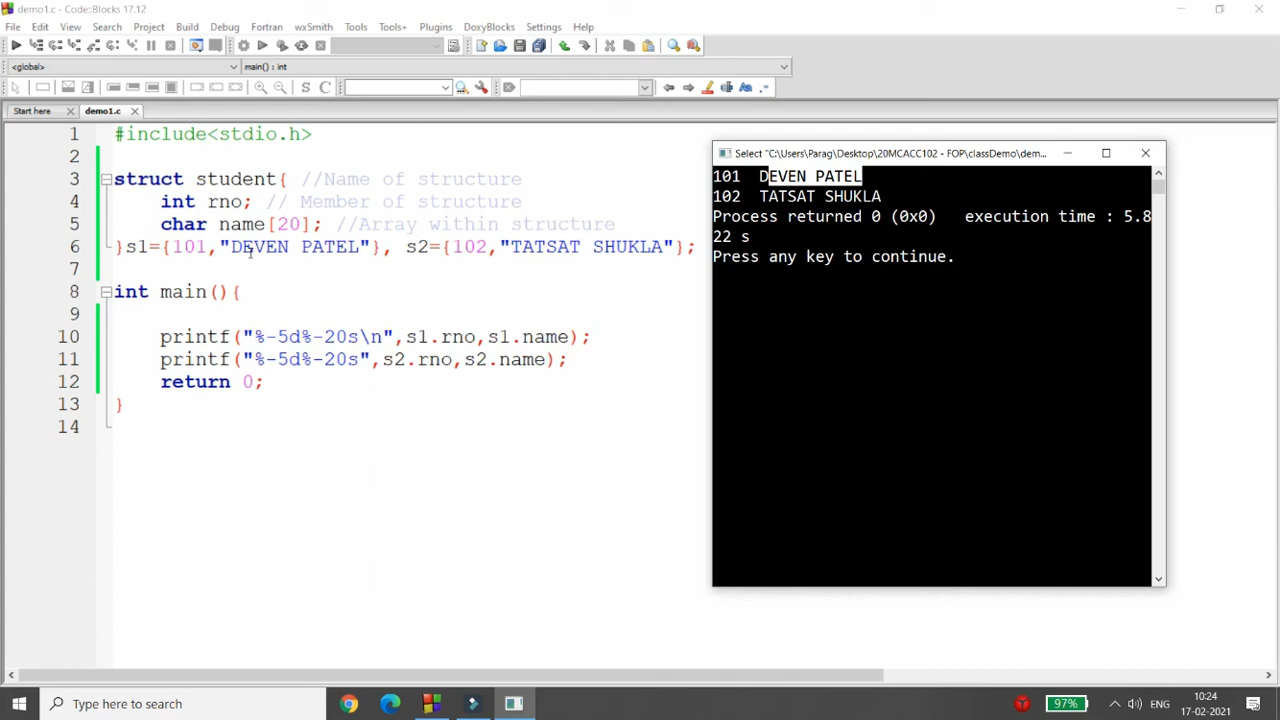 demo1.c - Code::Blocks 17.12
File Edit View Search Project Build Debug Fortran wxSmith Tools Tools+ Plugins DoxyBlocks Settings Help
<global> main() : int
S C
Start here demo1.c
1 #include<stdio.h>
2
3 struct student{ //Name of structure
4 int rno; // Member of structure
5 char name[20]; //Array within structure
6 }s1={101,"DEVEN PATEL"}, s2={102,"TATSAT SHUKLA"};
7
8 int main(){
9
10 printf("%-5d%-20s\n",s1.rno,s1.name);
11 printf("%-5d%-20s",s2.rno,s2.name);
12 return 0;
13 }
14
Select "C:\Users\Parag\Desktop\20MCACC102 - FOP\classDemo\dem...
101 DEVEN PATEL
102 TATSAT SHUKLA
Process returned 0 (0x0) execution time : 5.8
22 s
Press any key to continue.
Type here to search
97%
ENG
10:24
17-02-2021